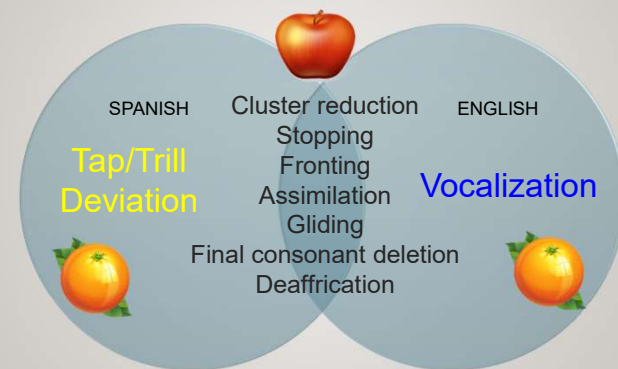 SPANISH
Tap/Trill
Deviation
Cluster reduction
Stopping
Fronting
Assimilation
Gliding
Final consonant deletion
Deaffrication
ENGLISH
Vocalization